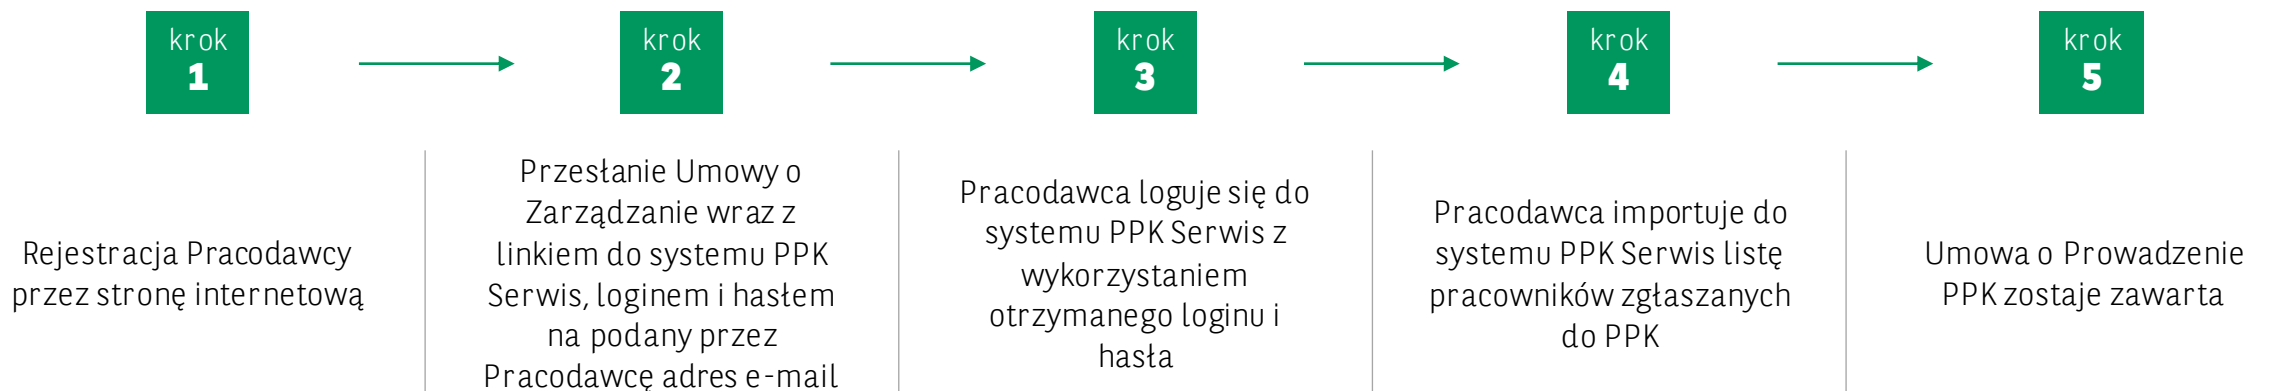 krok
1
krok
2
krok
3
krok
4
krok
5
Rejestracja Pracodawcy
przez stronę internetową
Przesłanie Umowy o
Zarządzanie wraz z
linkiem do systemu PPK
Serwis, loginem i hasłem
na podany przez
Pracodawcę adres e-mail
Pracodawca loguje się do
systemu PPK Serwis z
wykorzystaniem
otrzymanego loginu i
hasła
Pracodawca importuje do
systemu PPK Serwis listę
pracowników zgłaszanych
do PPK
Umowa o Prowadzenie
PPK zostaje zawarta